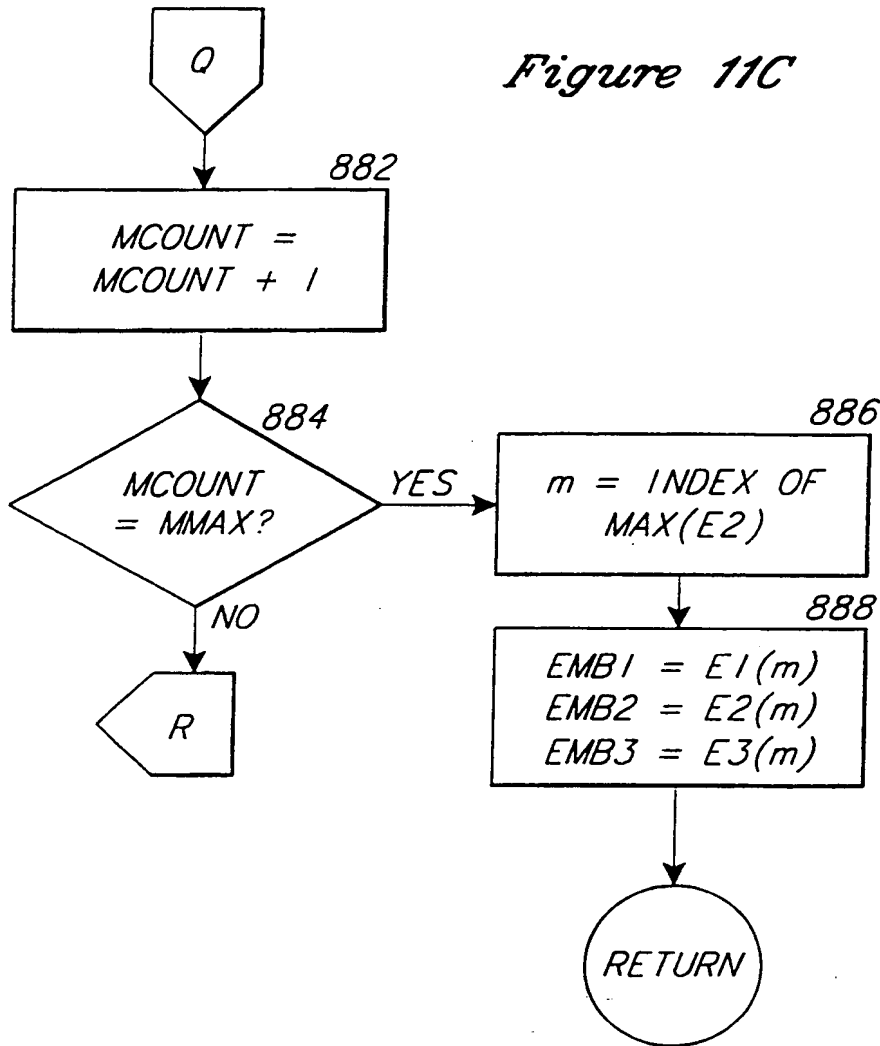 Figure 11C
Q
882
MCOUNT =
MCOUNT + 1
884
MCOUNT
= MMAX?
YES
NO
R
886
m = INDEX OF
MAX(E2)
888
EMB1 = E1(m)
EMB2 = E2(m)
EMB3 = E3(m)
RETURN